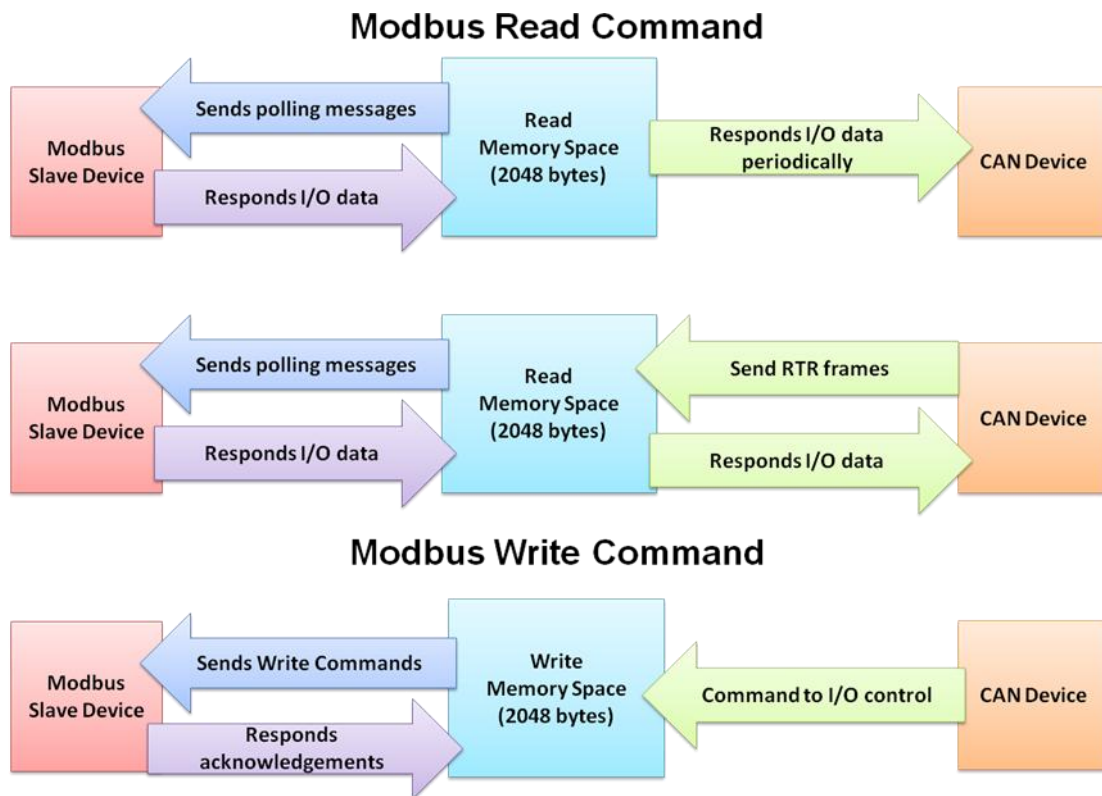 Modbus Read Command
Modbus
Slave Device
Sends polling messages
Responds I/O data
Read
Memory Space
(2048 bytes)
Responds I/O data
periodically
CAN Device
Modbus
Slave Device
Sends polling messages
Responds I/O data
Read
Memory Space
(2048 bytes)
Send RTR frames
Responds I/O data
CAN Device
Modbus Write Command
Modbus
Slave Device
Sends Write Commands
Responds
acknowledgements
Write
Memory Space
(2048 bytes)
Command to I/O control
CAN Device